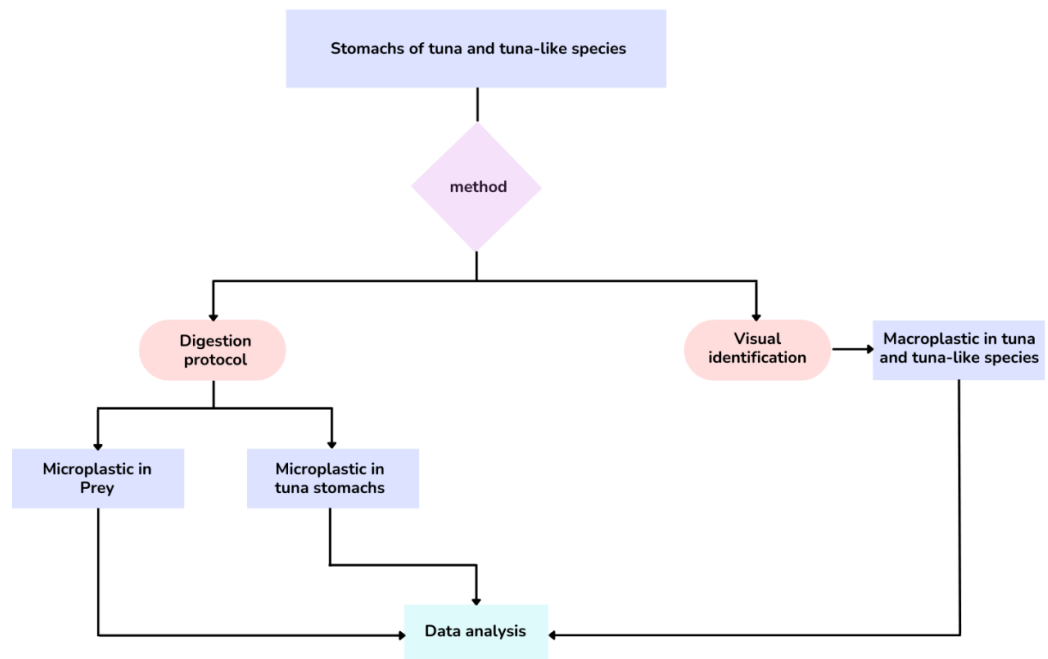 Stomachs of tuna and tuna-like species
method
Digestion
protocol
Visual
identification
Macroplastic in tuna
and tuna-like species
Microplastic in
Prey
Microplastic in
tuna stomachs
Data analysis